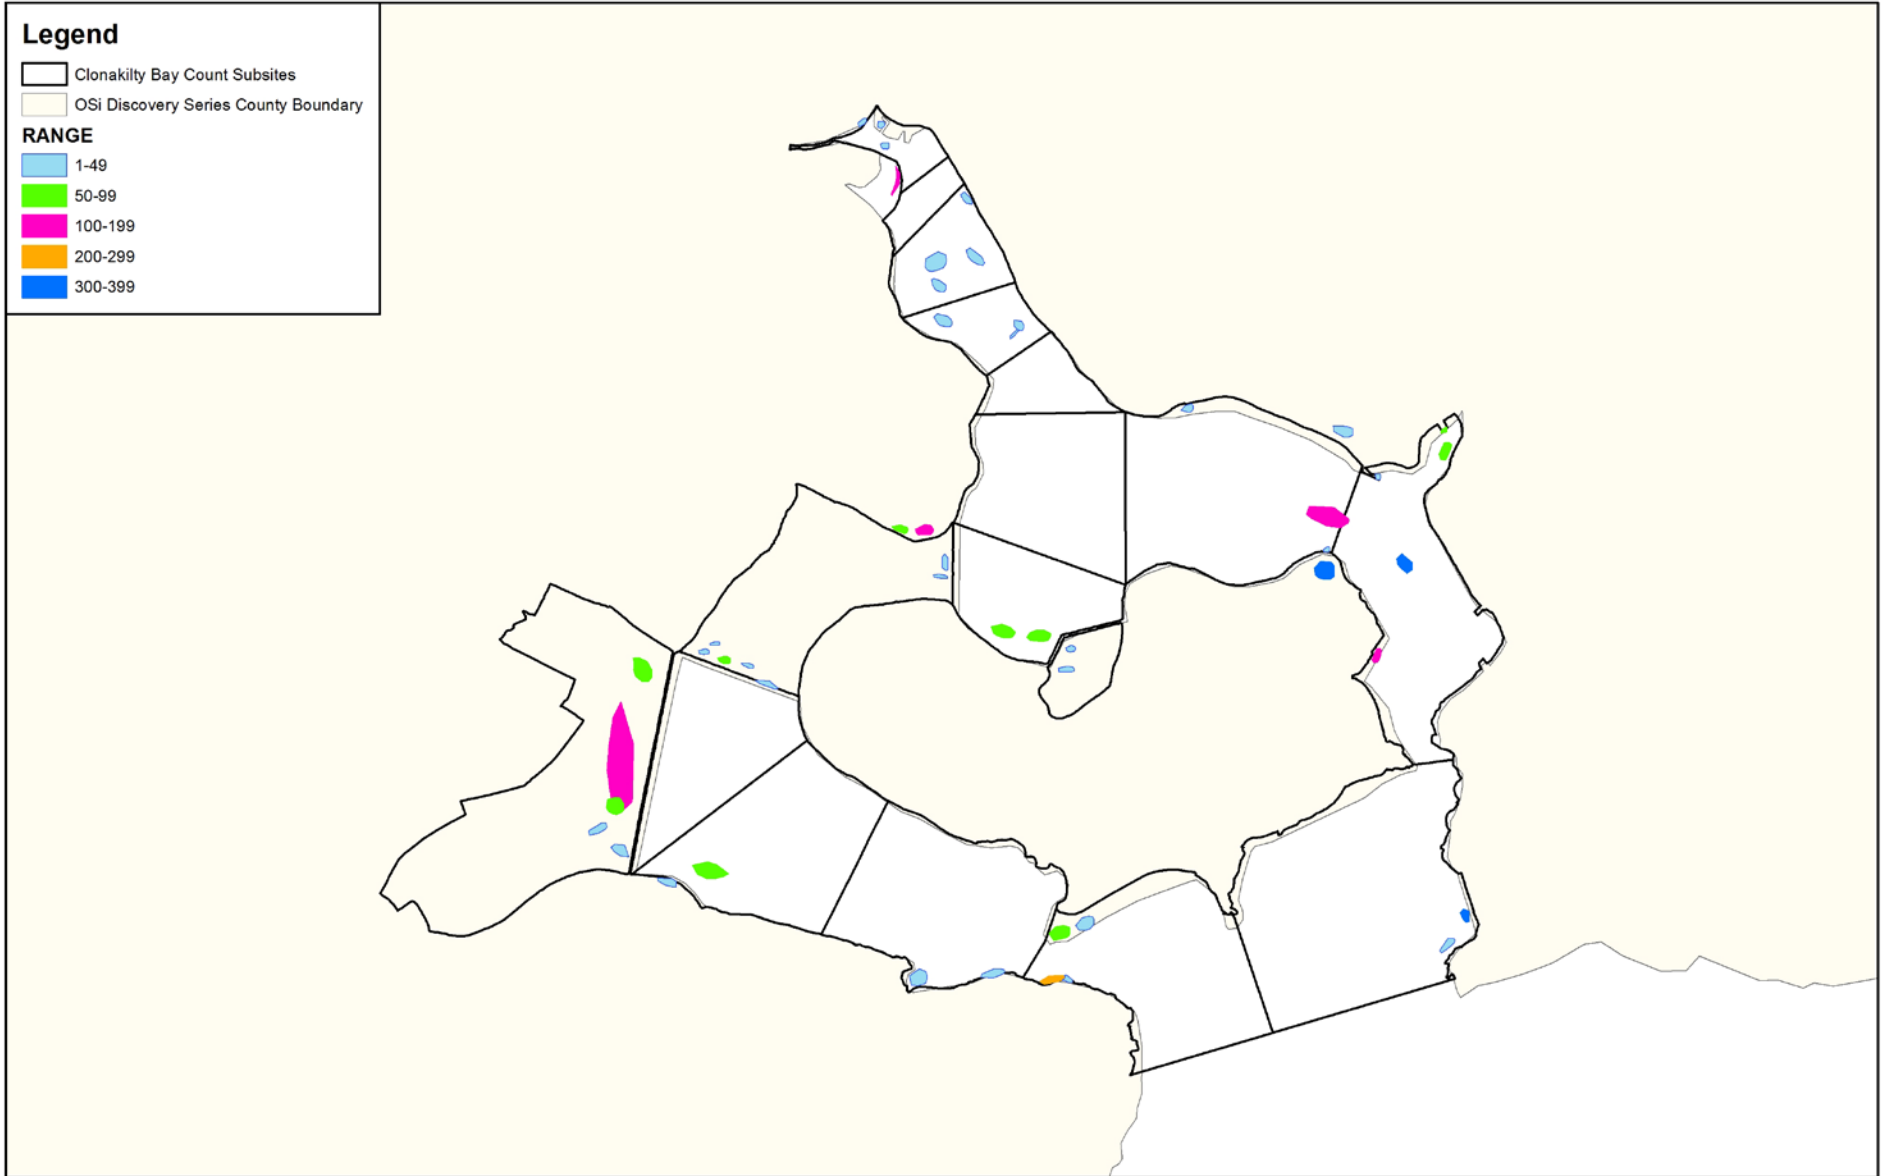 Legend
Clonakilty Bay Count Subsites
OSi Discovery Series County Boundary
RANGE
1-49
50-99
100-199
200-299
300-399